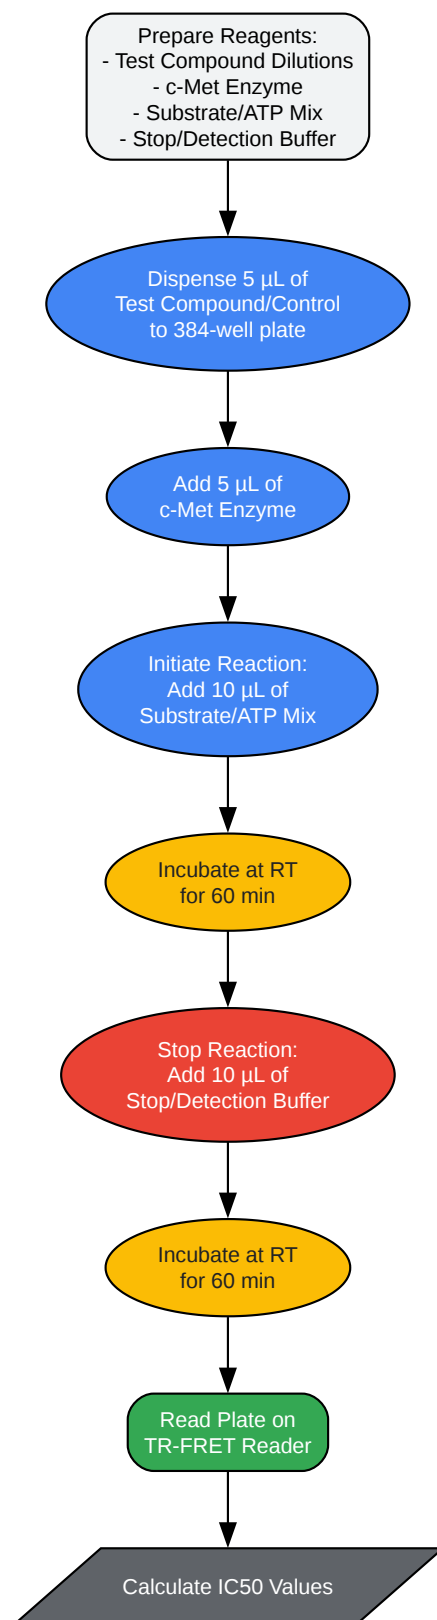 Prepare Reagents:
- Test Compound Dilutions
- c-Met Enzyme
- Substrate/ATP Mix
- Stop/Detection Buffer
Dispense 5 µL of
Test Compound/Control
to 384-well plate
Add 5 µL of
c-Met Enzyme
Initiate Reaction:
Add 10 µL of
Substrate/ATP Mix
Incubate at RT
for 60 min
Stop Reaction:
Add 10 µL of
Stop/Detection Buffer
Incubate at RT
for 60 min
Read Plate on
TR-FRET Reader
Calculate IC50 Values